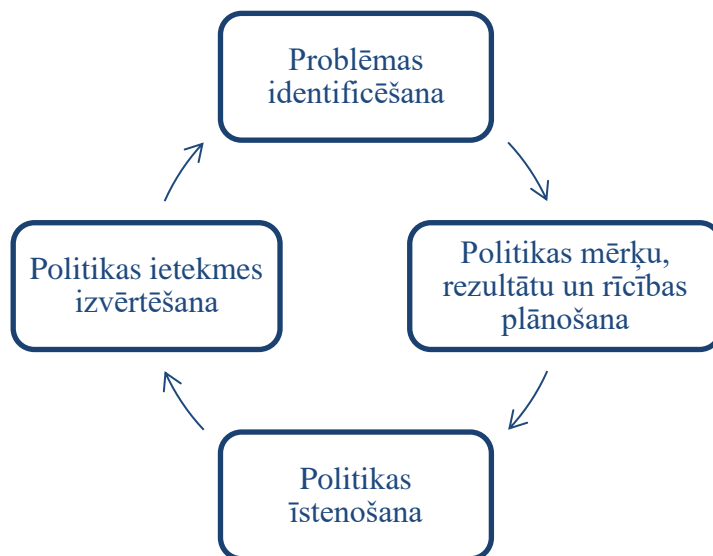 Problēmas
identificēšana
Politikas mērķu,
rezultātu un rīcības
plānošana
Politikas
īstenošana
Politikas ietekmes
izvērtēšana